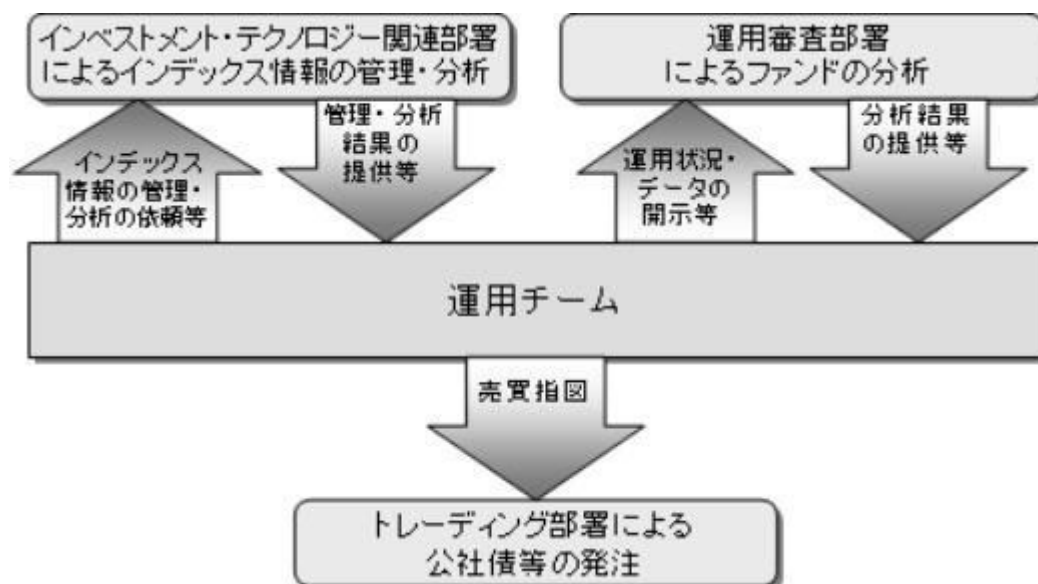 インベストメント・テクノロジー関連部署
によるインデックス情報の管理・分析
運用審査部署
によるファンドの分析
インデックス
情報の管理・
分析の依頼等
管理・分析
結果の
提供等
運用状況・
データの
開示等
分析結果
の提供等
運用チーム
売買指図
トレーディング部署による
公社債等の発注